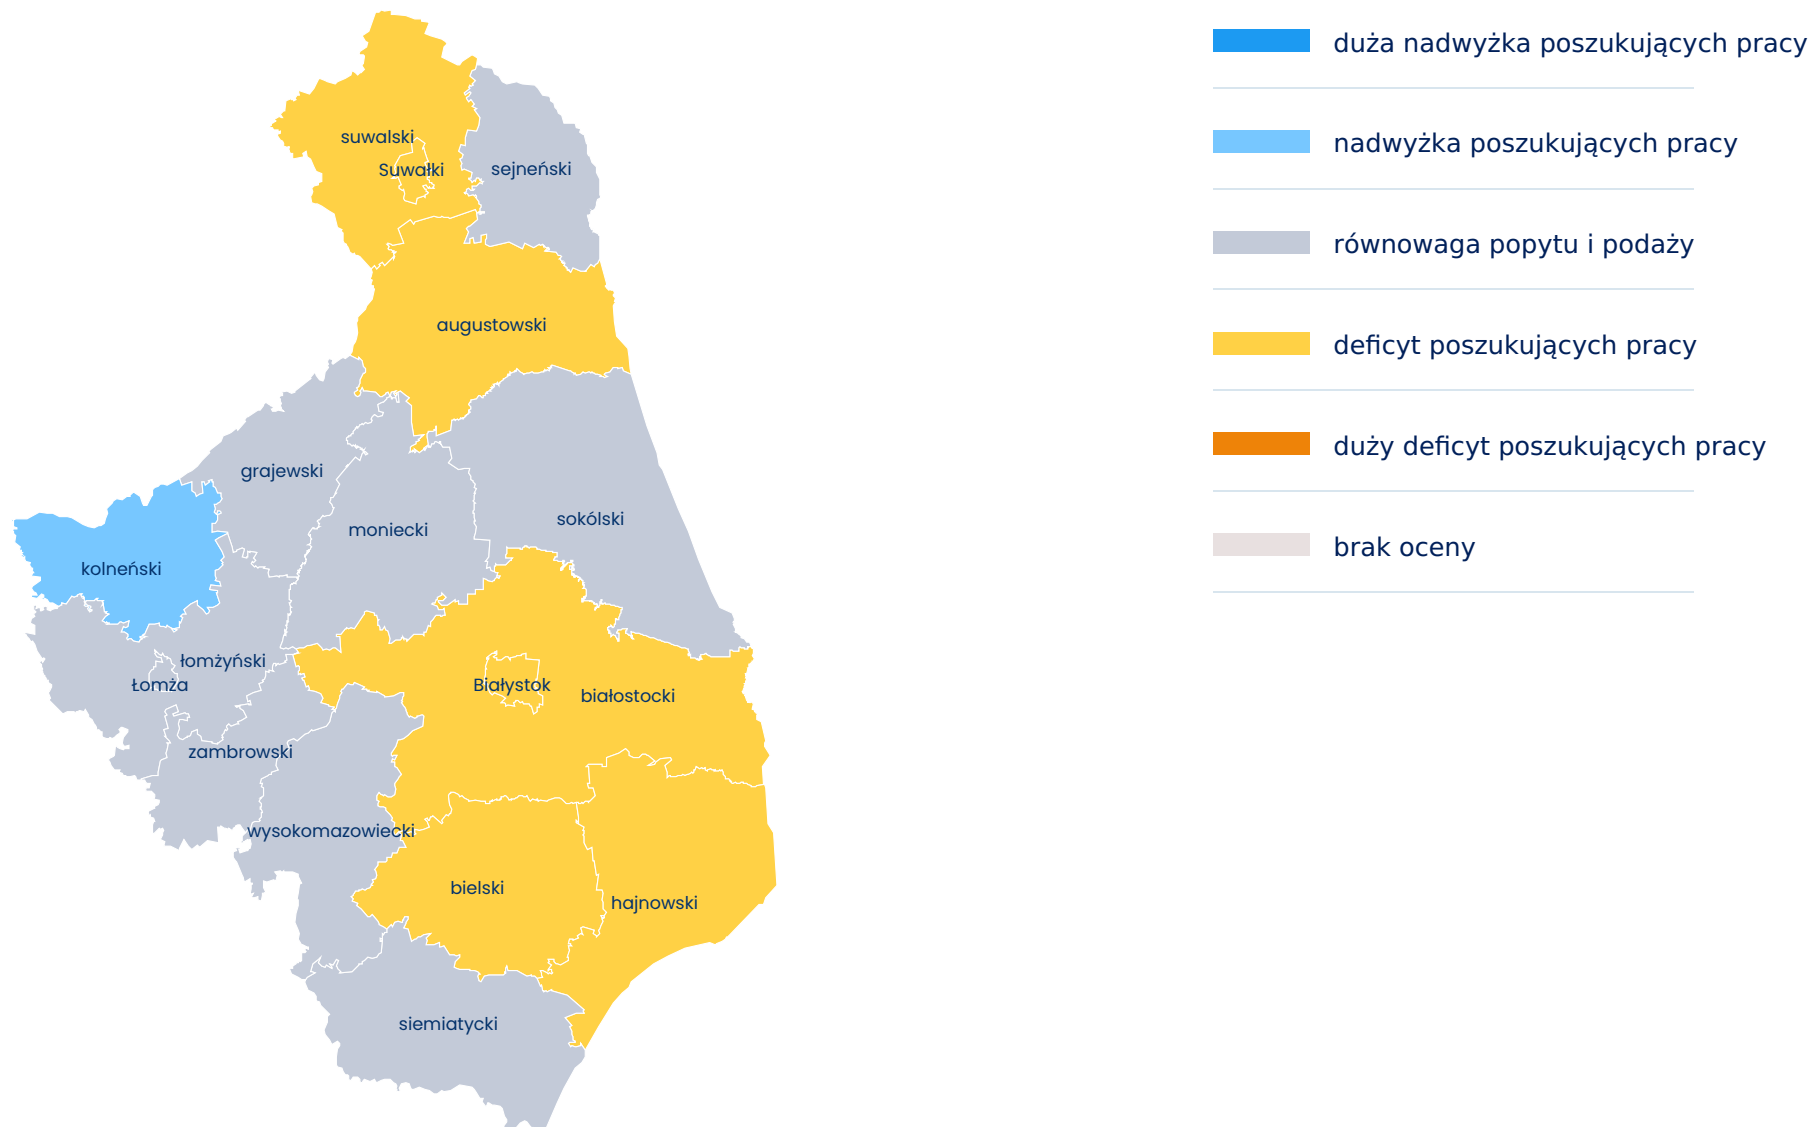 duża nadwyżka poszukujących pracy
nadwyżka poszukujących pracy
równowaga popytu i podaży
deficyt poszukujących pracy
duży deficyt poszukujących pracy
brak oceny
suwalski
Suwałki
sejneński
augustowski
grajewski
moniecki
sokólski
kolneński
łomżyński
Łomża
Białystok
białostocki
zambrowski
wysokomazowiecki
bielski
hajnowski
siemiatycki